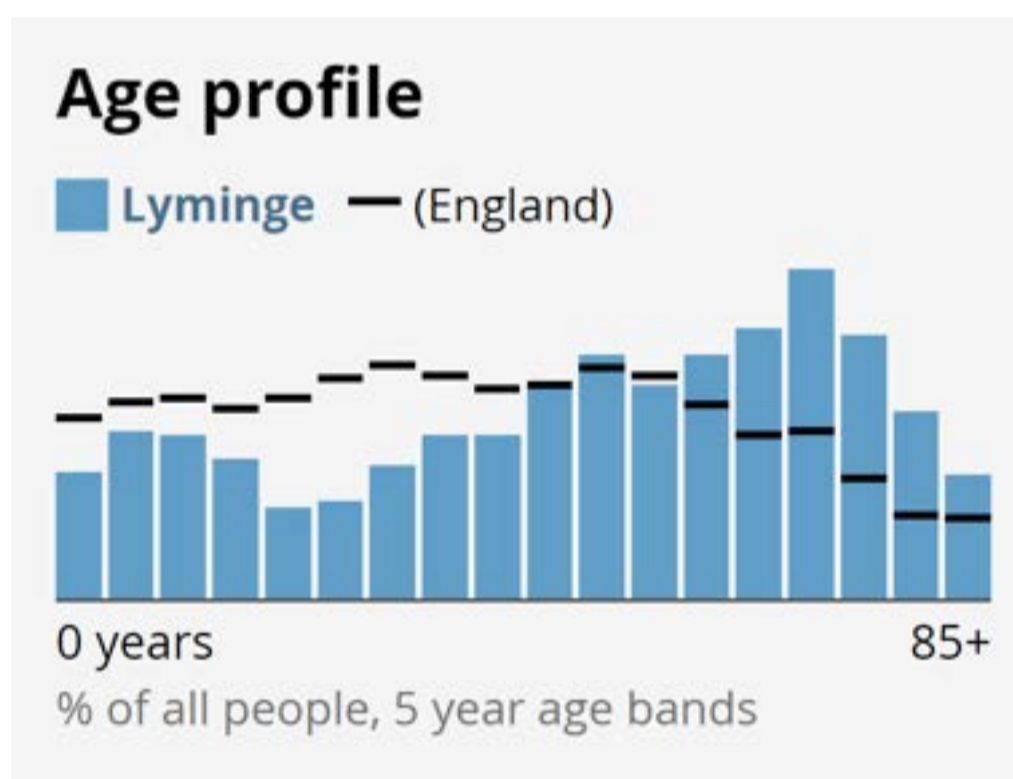 Age profile
Lyminge (England)
0 years 85+
% of all people, 5 year age bands